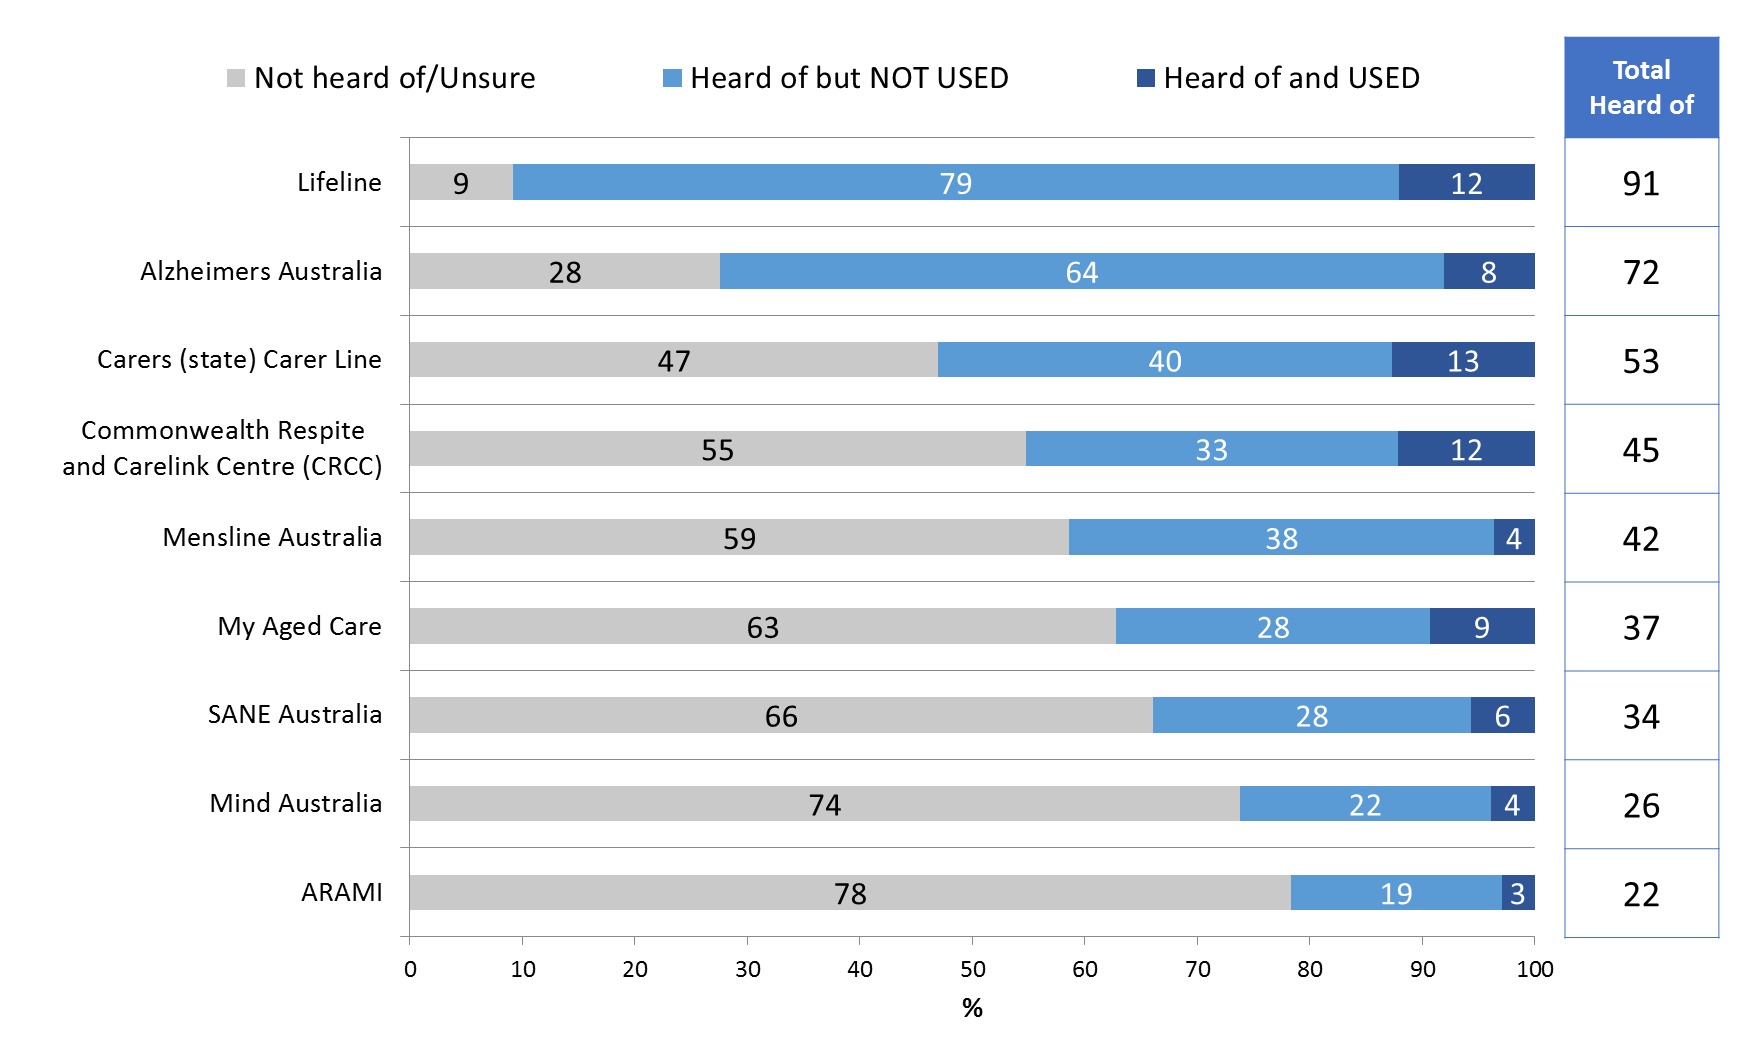 Not heard of/Unsure Heard of but NOT USED Heard of and USED
Total
Heard of
Lifeline 9 79 12 91
Alzheimers Australia 28 64 8 72
Carers (state) Carer Line 47 40 13 53
Commonwealth Respite
and Carelink Centre (CRCC) 55 33 12 45
Mensline Australia 59 38 4 42
My Aged Care 63 28 9 37
SANE Australia 66 28 6 34
Mind Australia 74 22 4 26
ARAMI 78 19 3 22
0 10 20 30 40 50 60 70 80 90 100
%